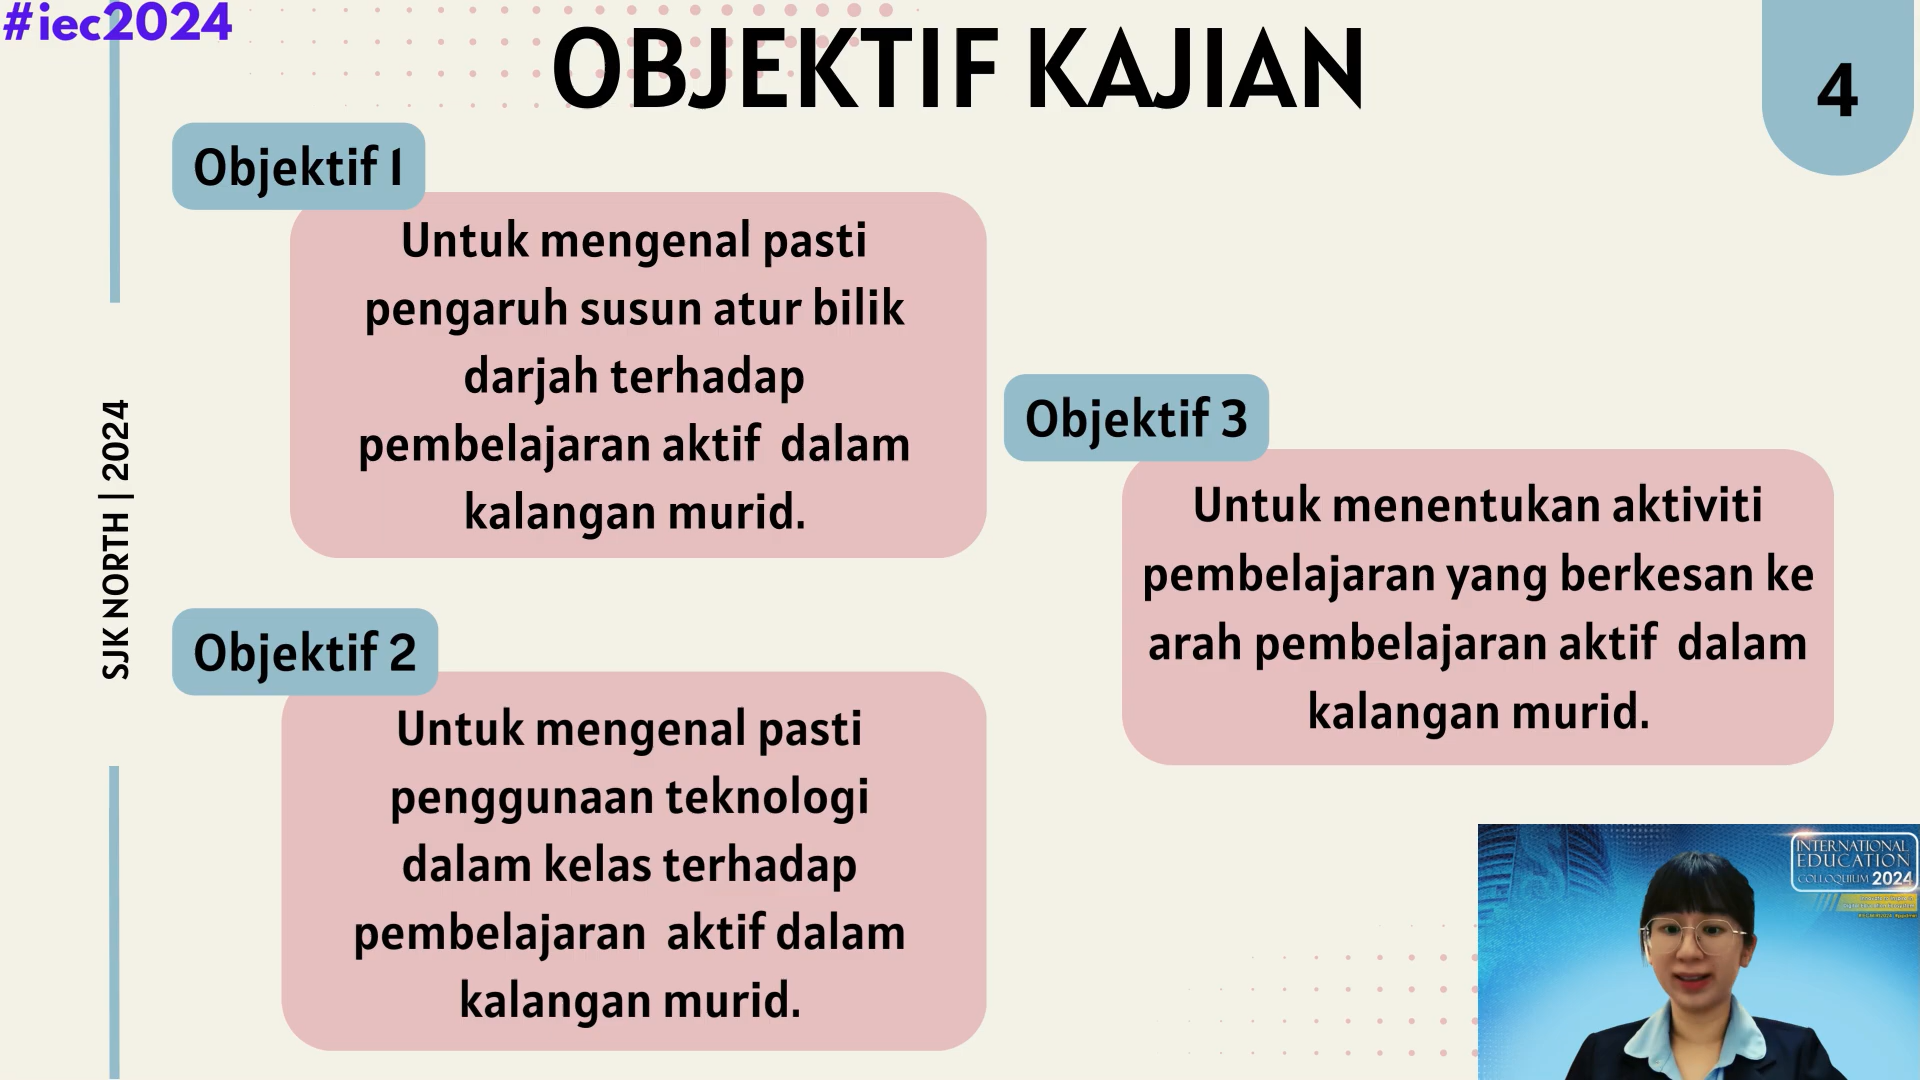 #iec2024
OBJEKTIF KAJIAN
4
Objektif 1
Untuk mengenal pasti
pengaruh susun atur bilik
darjah terhadap
pembelajaran aktif dalam
kalangan murid.
Objektif 2
Untuk mengenal pasti
penggunaan teknologi
dalam kelas terhadap
pembelajaran aktif dalam
kalangan murid.
Objektif 3
Untuk menentukan aktiviti
pembelajaran yang berkesan ke
arah pembelajaran aktif dalam
kalangan murid.
SJK NORTH | 2024
INTERNATIONAL
EDUCATION
COLLOQUIUM 2024